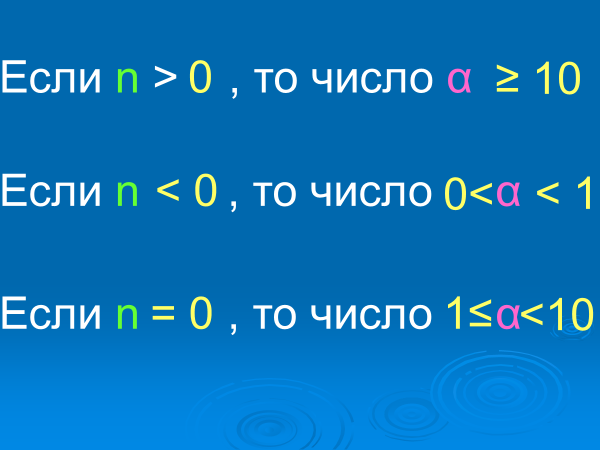 Если n > 0 , то число α ≥ 10
Если n < 0 , то число 0<α < 1
Если n = 0 , то число 1≤α<10